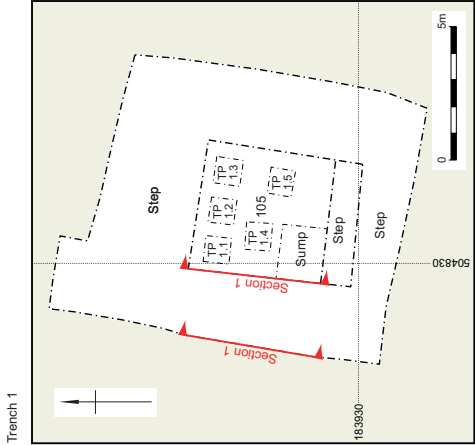 Trench 1
Step
TP
1.1
TP
1.2
TP
1.3
TP
1.4
105
TP
1.5
Sump
Step
Step
Section 1
Section 1
504830
183930
0
5m